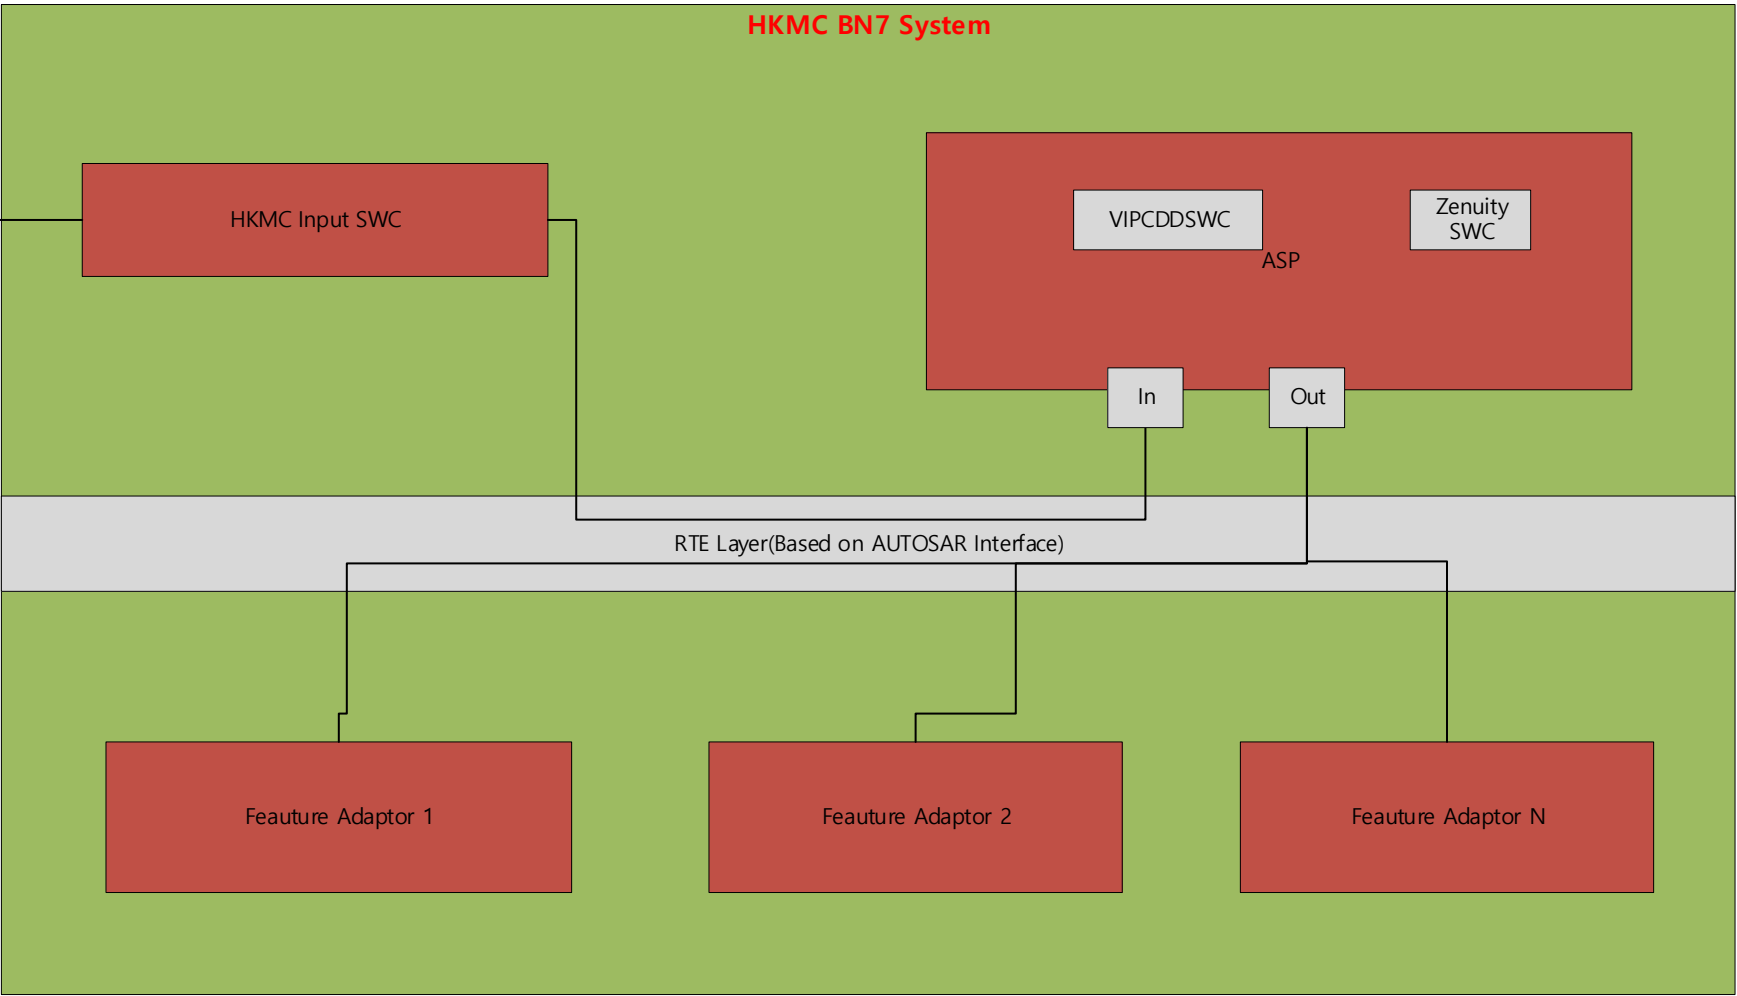 HKMC BN7 System
HKMC Input SWC
VIPCDDSWC
Zenuity
SWC
ASP
In
Out
RTE Layer(Based on AUTOSAR Interface)
Feauture Adaptor 1
Feauture Adaptor 2
Feauture Adaptor N